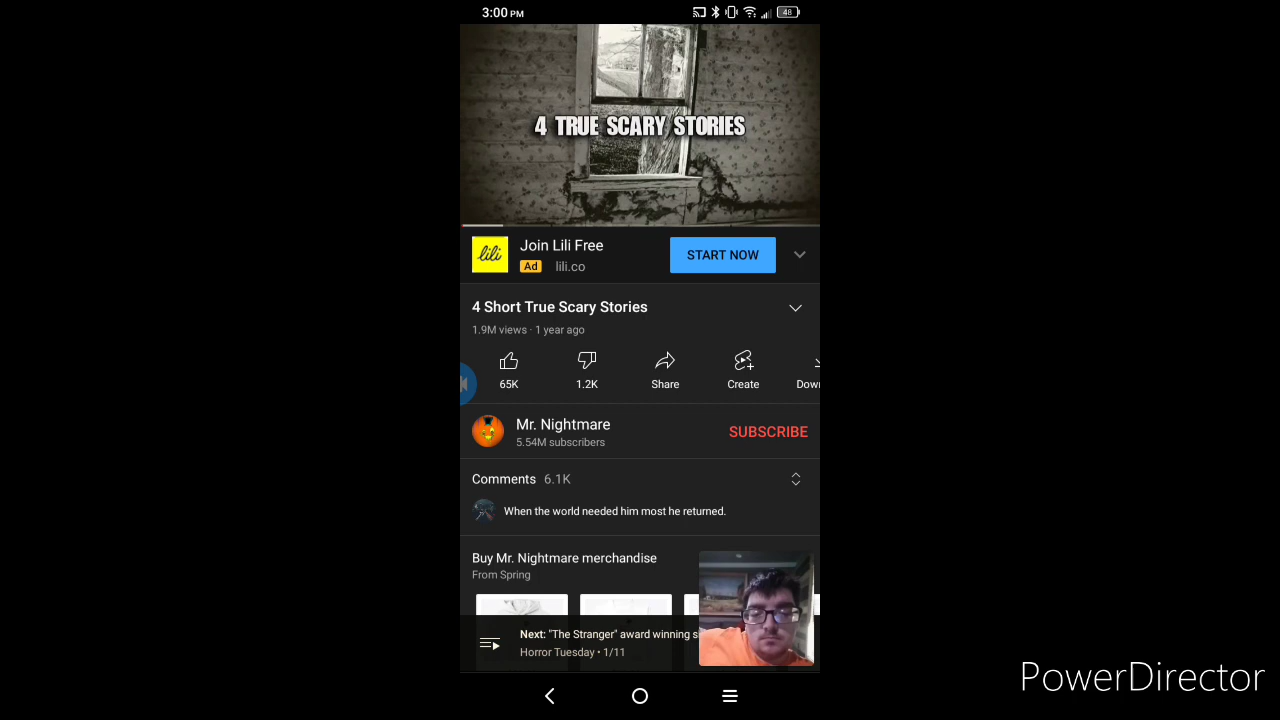 3:00 PM
48
4 TRUE SCARY STORIES
lili
Join Lili Free
Ad lili.co
START NOW
4 Short True Scary Stories
1.9M views · 1 year ago
65K
1.2K
Share
Create
Down
Mr. Nightmare
5.54M subscribers
SUBSCRIBE
Comments 6.1K
When the world needed him most he returned.
Buy Mr. Nightmare merchandise
From Spring
Next: "The Stranger" award winning s
Horror Tuesday • 1/11
PowerDirector